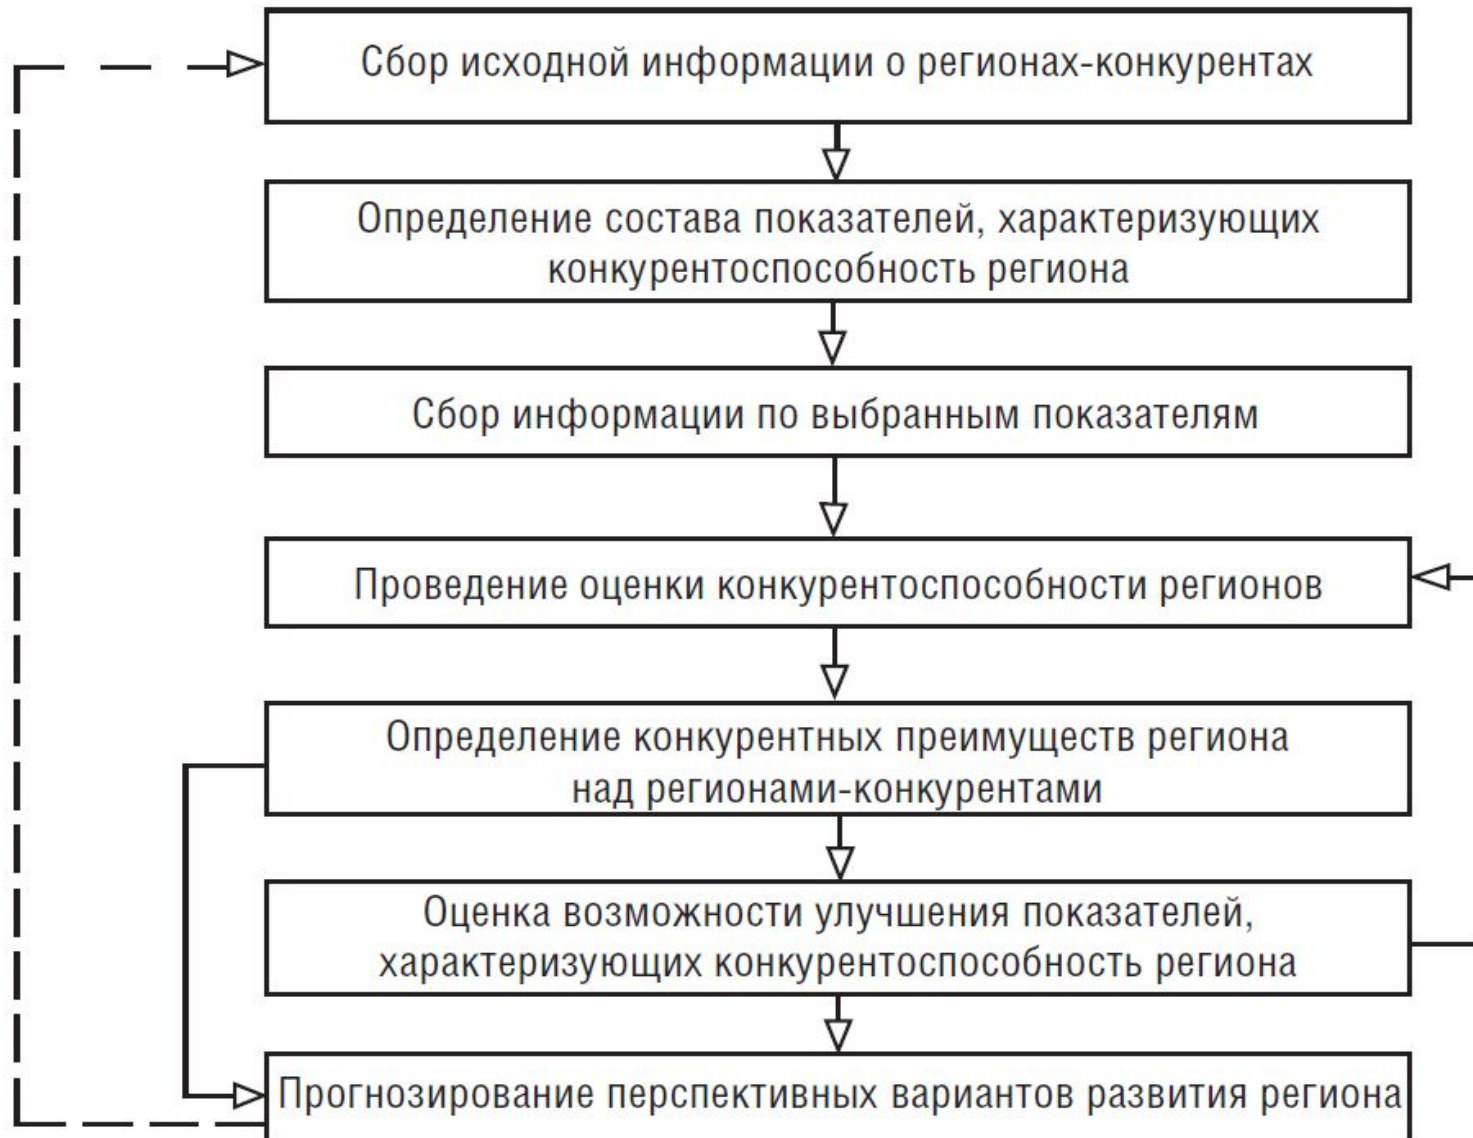 Сбор исходной информации о регионах-конкурентах
Определение состава показателей, характеризующих
конкурентоспособность региона
Сбор информации по выбранным показателям
Проведение оценки конкурентоспособности регионов
Определение конкурентных преимуществ региона
над регионами-конкурентами
Оценка возможности улучшения показателей,
характеризующих конкурентоспособность региона
Прогнозирование перспективных вариантов развития региона